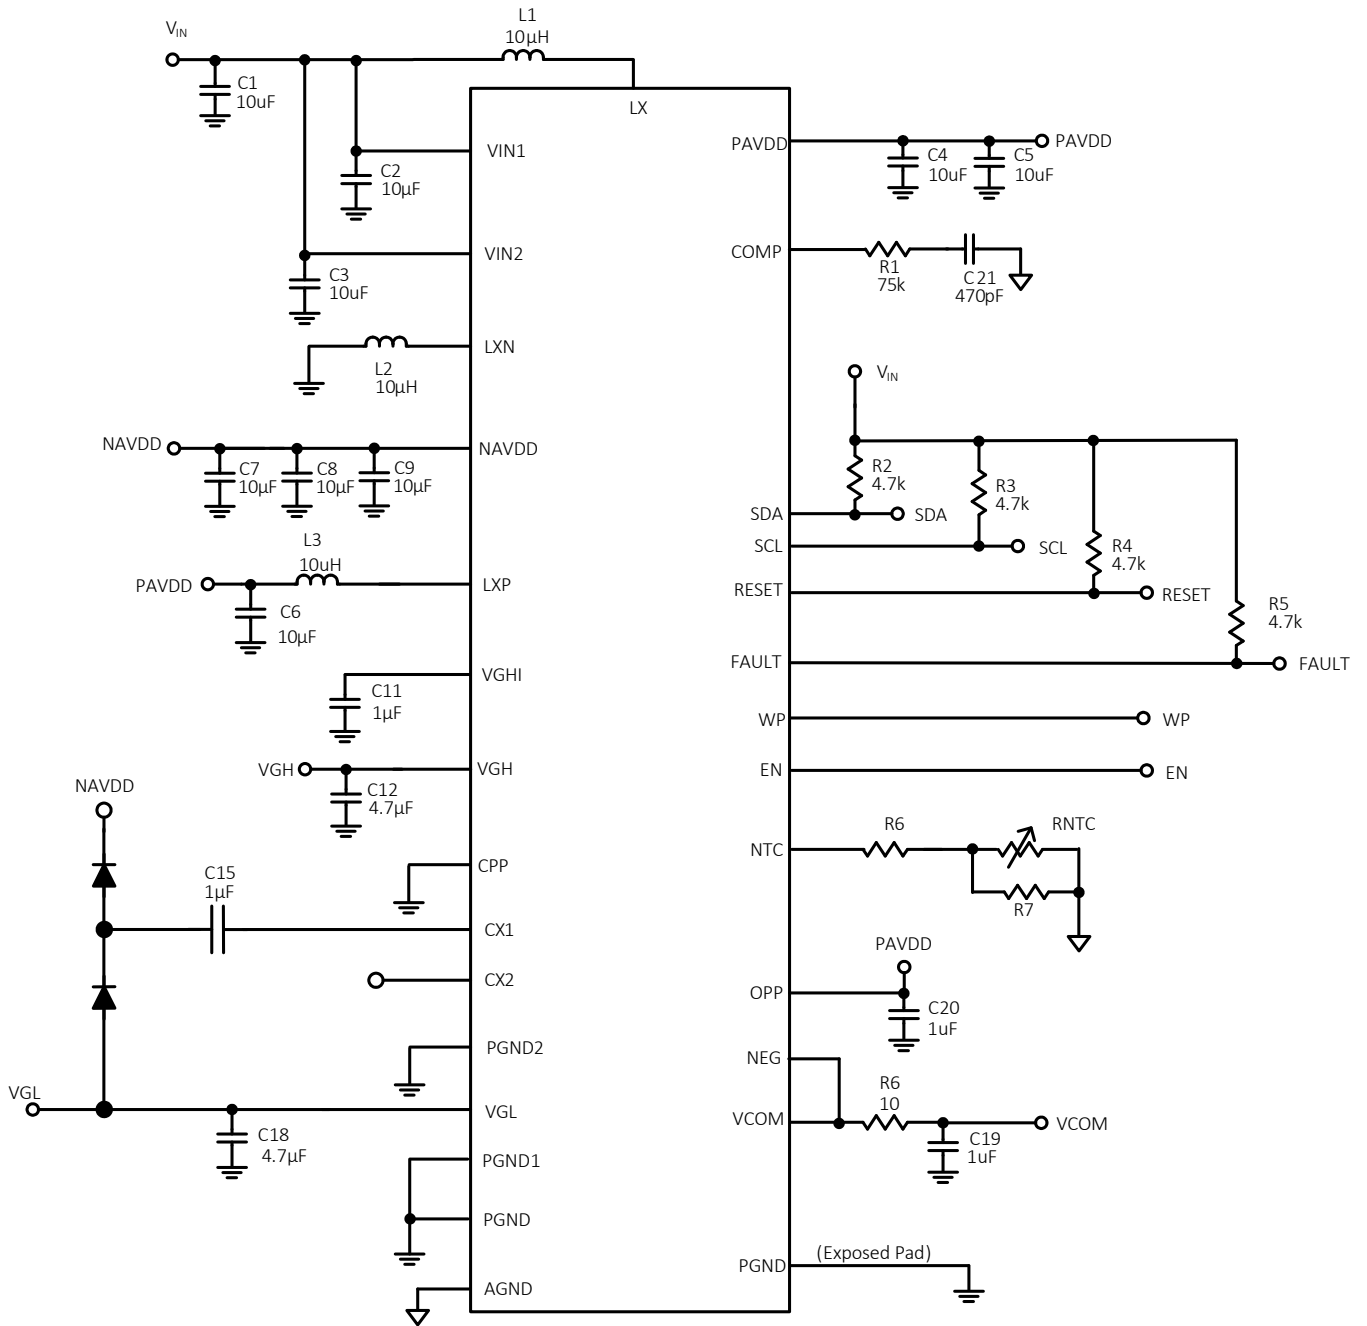 V_IN
L1
10µH
C1
10uF
LX
VIN1
C2
10µF
VIN2
C3
10uF
LXN
L2
10µH
NAVDD
NAVDD
C7
10µF
C8
10µF
C9
10µF
L3
10uH
PAVDD
LXP
C6
10µF
VGHI
C11
1µF
VGH
VGH
C12
4.7µF
NAVDD
CPP
C15
1µF
CX1
CX2
PGND2
VGL
VGL
C18
4.7µF
PGND1
PGND
AGND
PAVDD
PAVDD
C4
10uF
C5
10uF
COMP
R1
75k
C21
470pF
V_IN
R2
4.7k
R3
4.7k
SDA
SDA
SCL
SCL
R4
4.7k
RESET
RESET
R5
4.7k
FAULT
FAULT
WP
WP
EN
EN
NTC
R6
RNTC
R7
PAVDD
OPP
C20
1uF
NEG
R6
10
VCOM
VCOM
C19
1uF
PGND
(Exposed Pad)